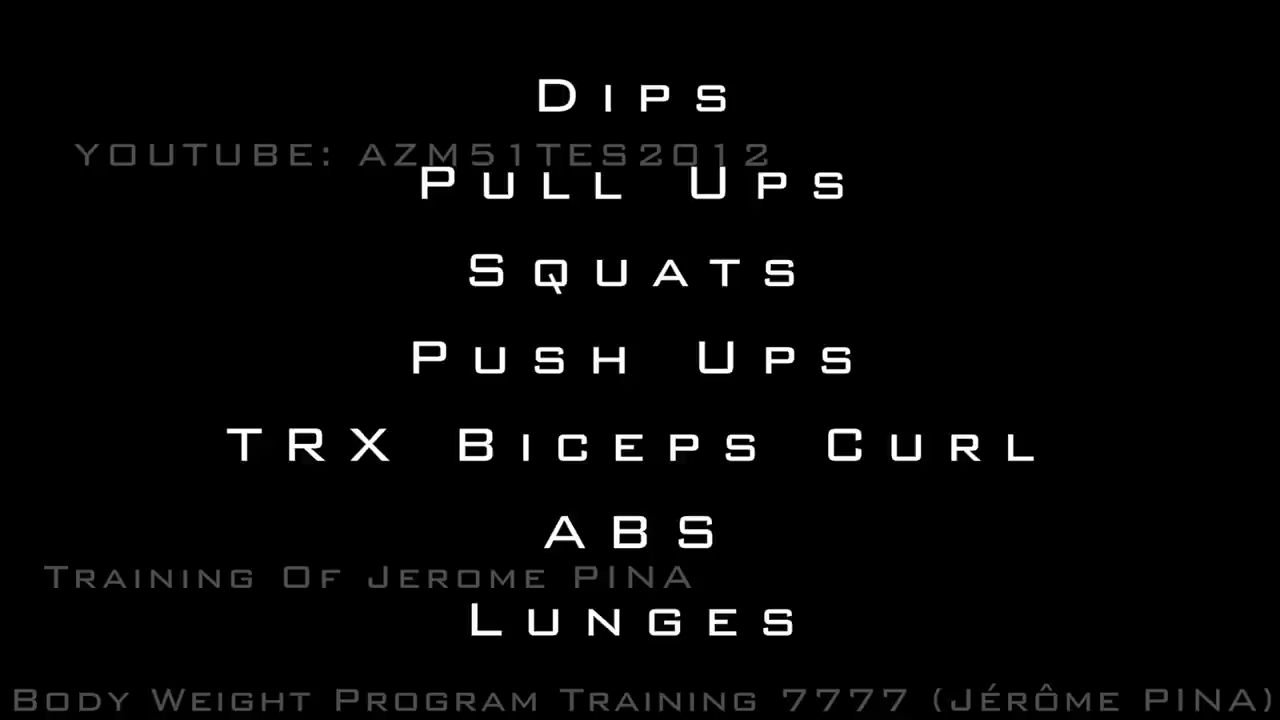 Dips
YOUTUBE: AZM51TES2012
Pull Ups
Squats
Push Ups
TRX Biceps Curl
ABS
Training Of Jerome PINA
Lunges
Body Weight Program Training 7777 (Jérôme PINA)